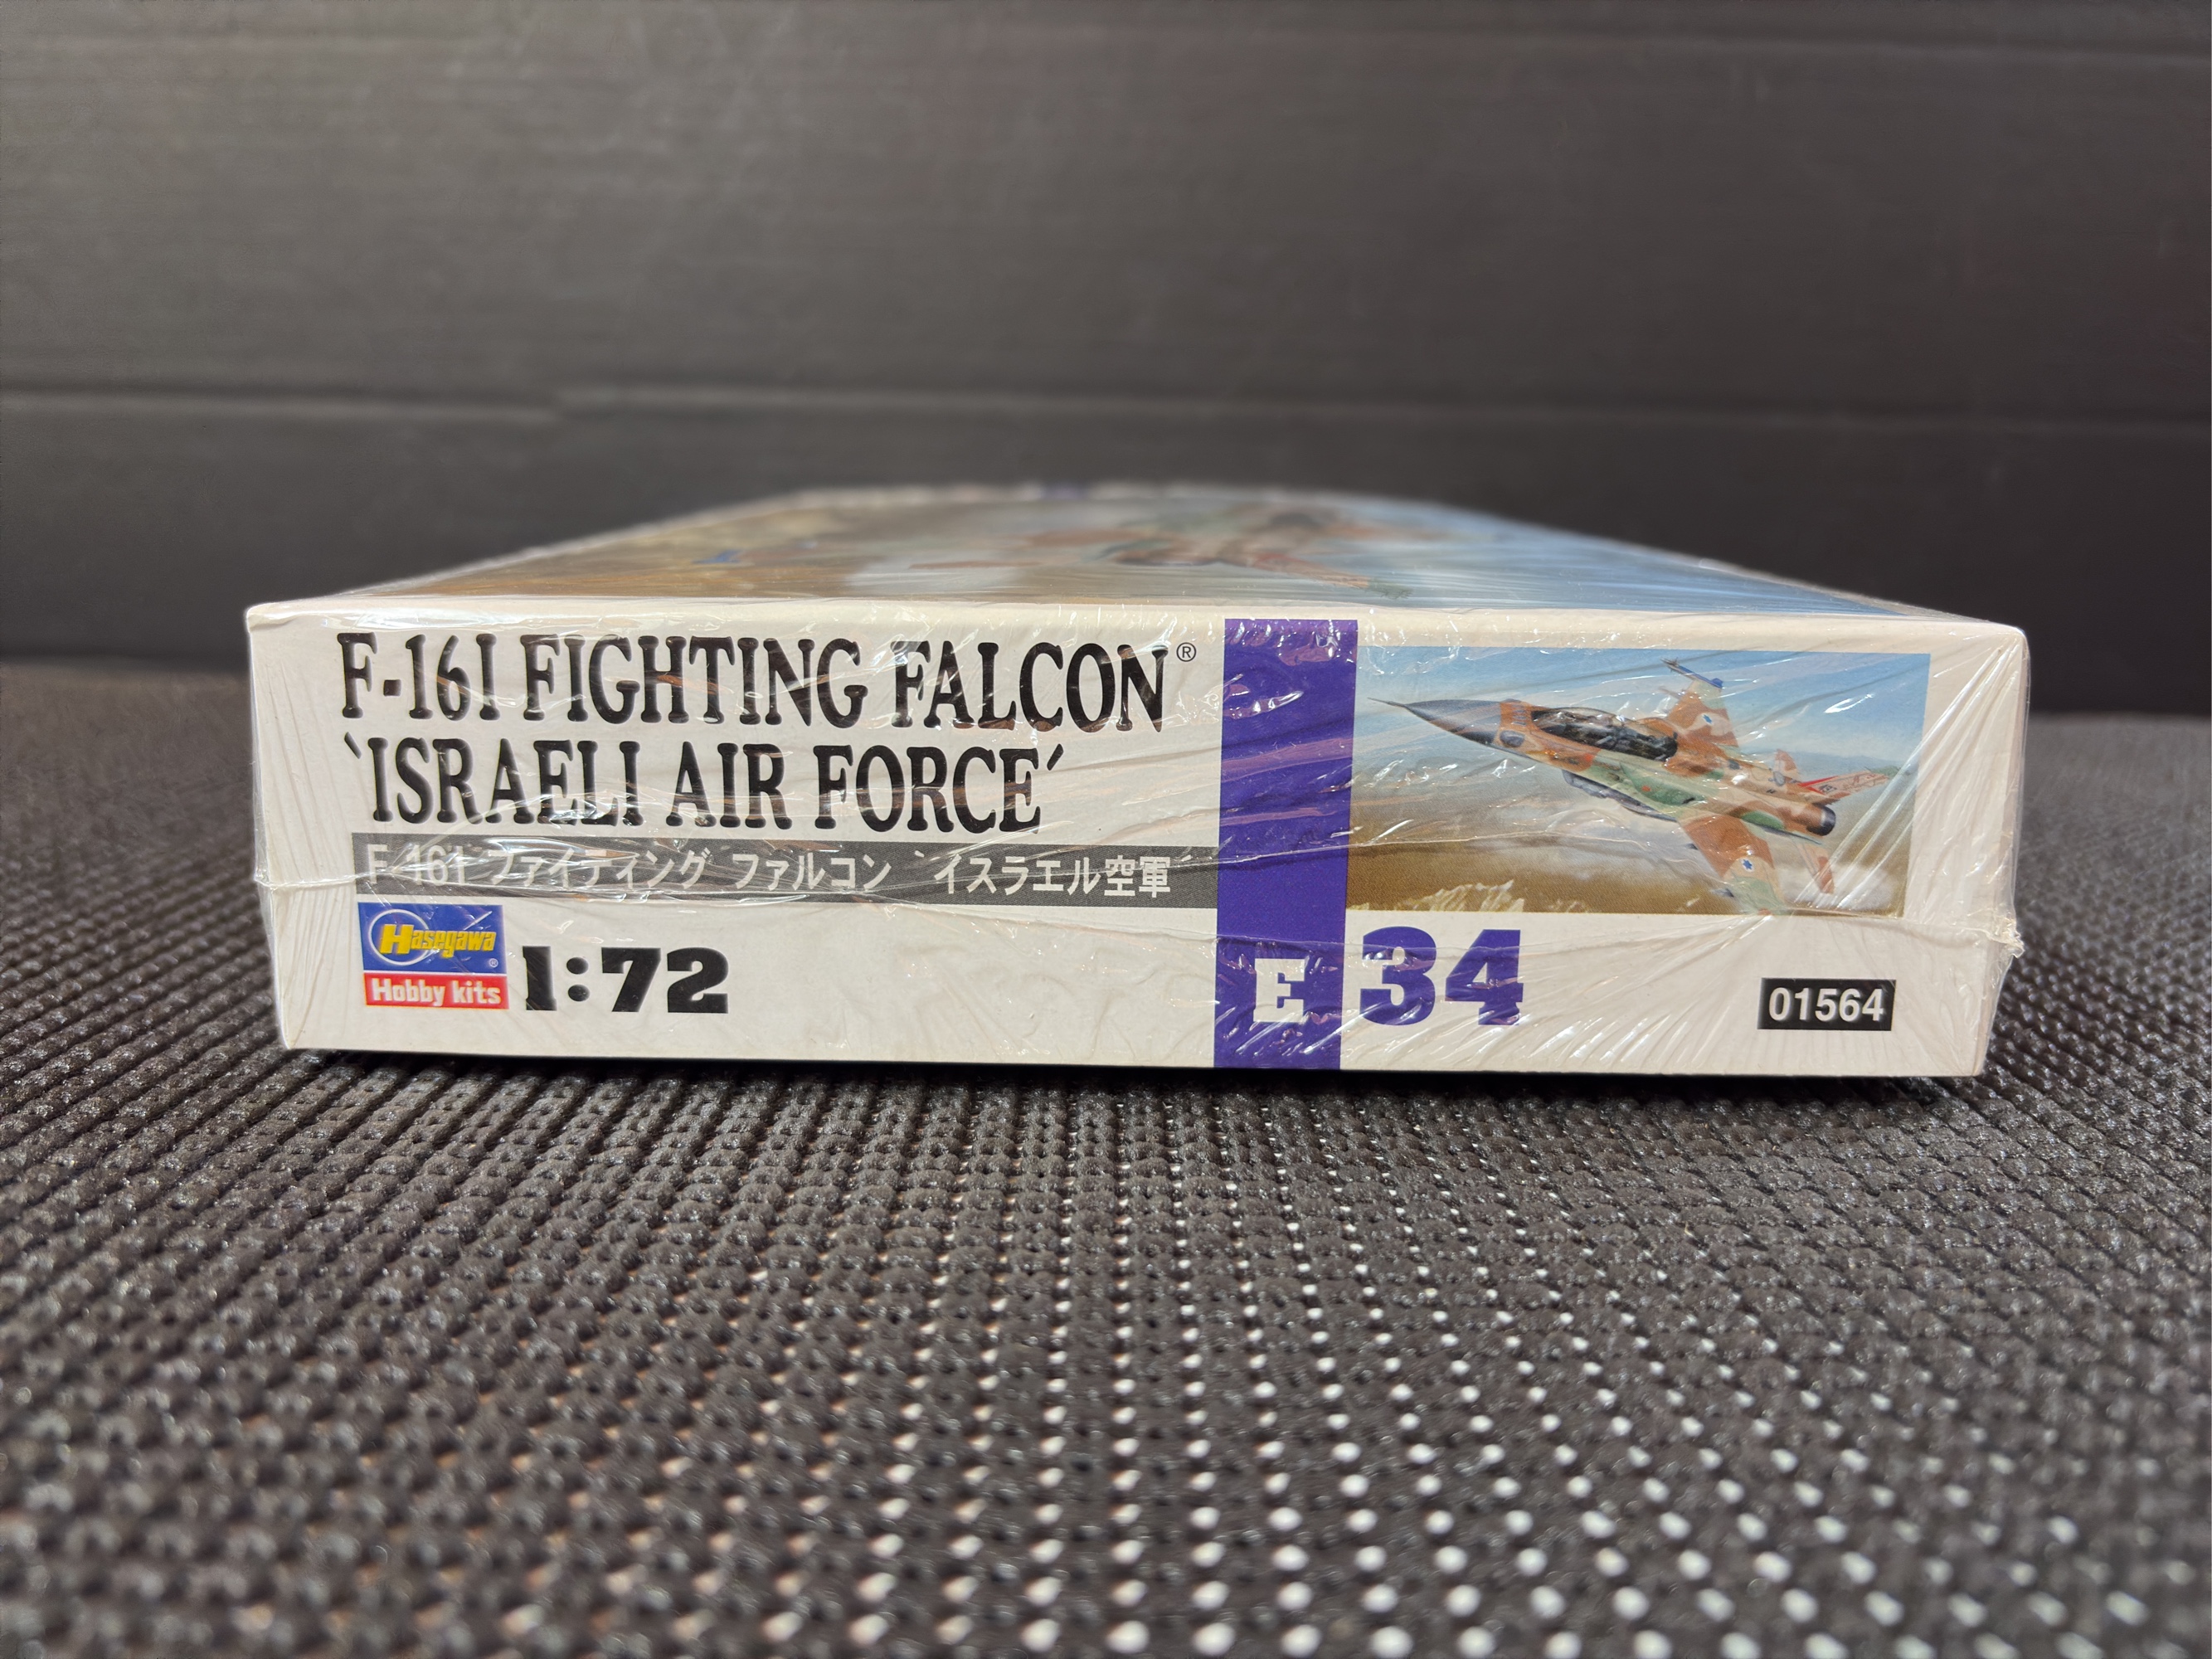 F-16I FIGHTING FALCON®
`ISRAELI AIR FORCE´
F-16I ファイティング ファルコン `イスラエル空軍´
Hasegawa®
Hobby kits
1:72
E 34
01564